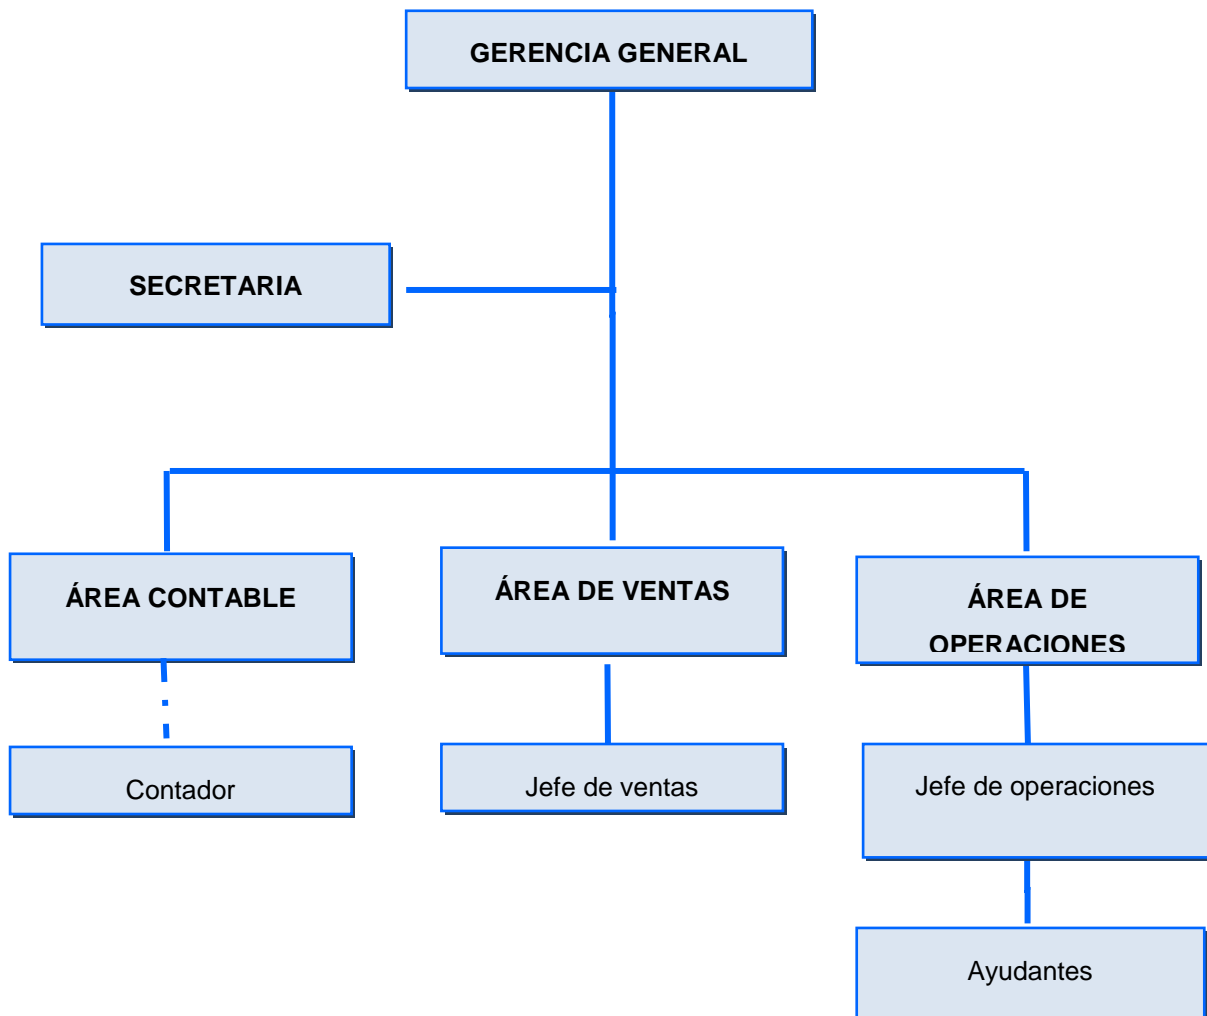 GERENCIA GENERAL
SECRETARIA
ÁREA CONTABLE
ÁREA DE VENTAS
ÁREA DE
OPERACIONES
Contador
Jefe de ventas
Jefe de operaciones
Ayudantes